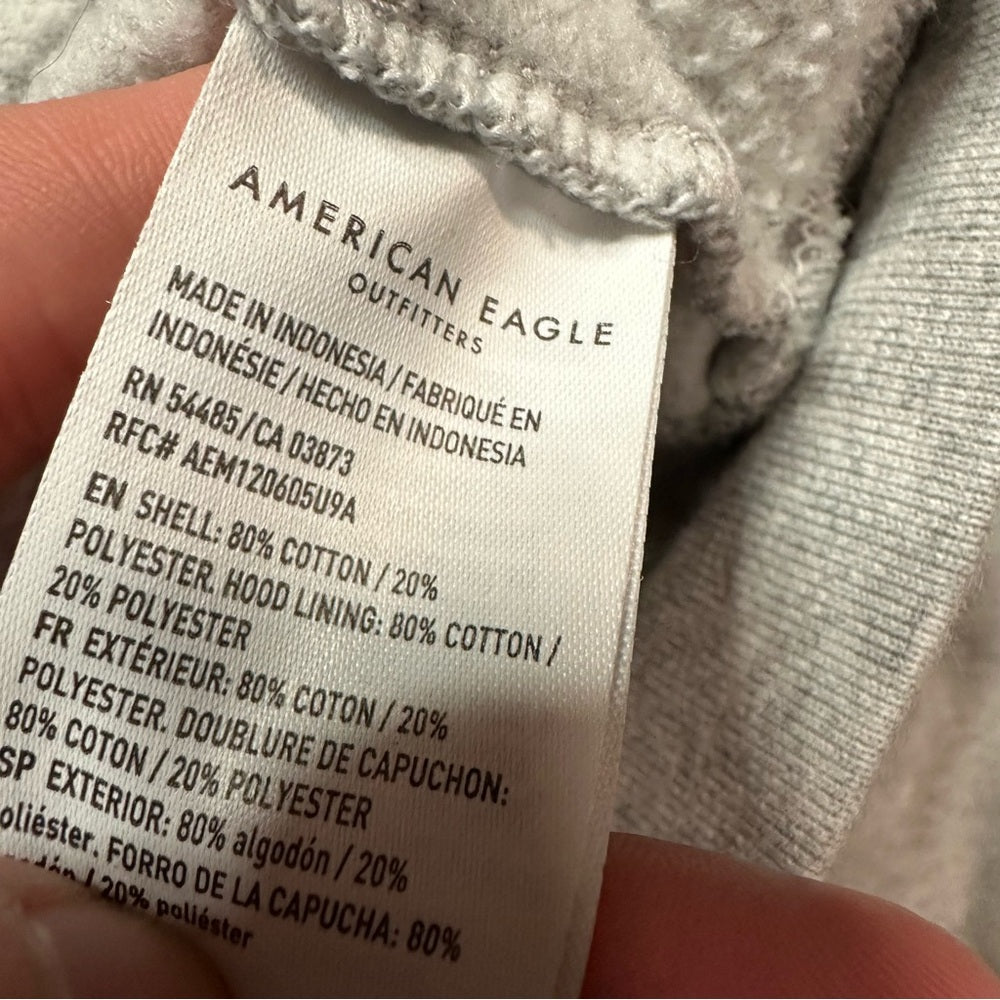 AMERICAN EAGLE
OUTFITTERS
MADE IN INDONESIA / FABRIQUÉ EN
INDONÉSIE / HECHO EN INDONESIA
RN 54485 / CA 03873
RFC# AEM120605U9A
EN SHELL: 80% COTTON / 20%
POLYESTER. HOOD LINING: 80% COTTON /
20% POLYESTER
FR EXTÉRIEUR: 80% COTON / 20%
POLYESTER. DOUBLURE DE CAPUCHON:
80% COTON / 20% POLYESTER
SP EXTERIOR: 80% algodón / 20%
oliéster. FORRO DE LA CAPUCHA: 80%
/ 20% poliéster